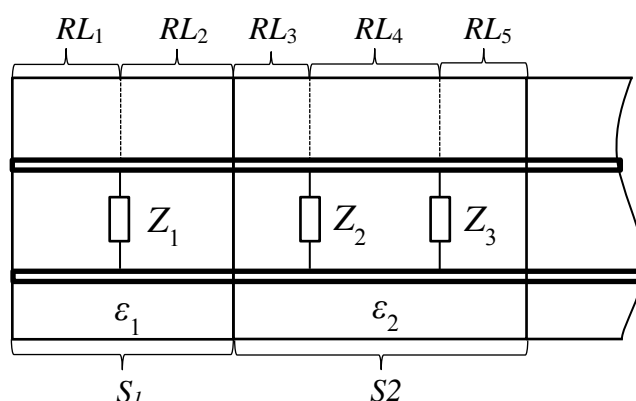 RL₁ RL₂ RL₃ RL₄ RL₅
Z₁ Z₂ Z₃
ε₁ ε₂
S₁ S2